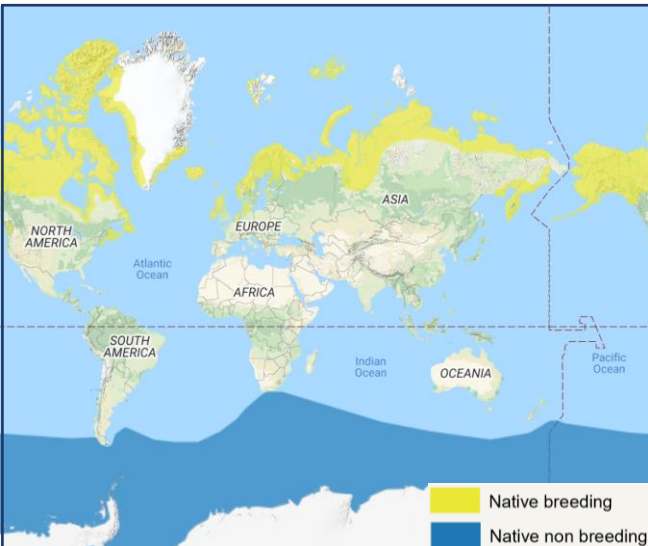 ASIA
NORTH
AMERICA
EUROPE
Atlantic
Ocean
AFRICA
SOUTH
AMERICA
Indian
Ocean
OCEANIA
Pacific
Ocean
Native breeding
Native non breeding